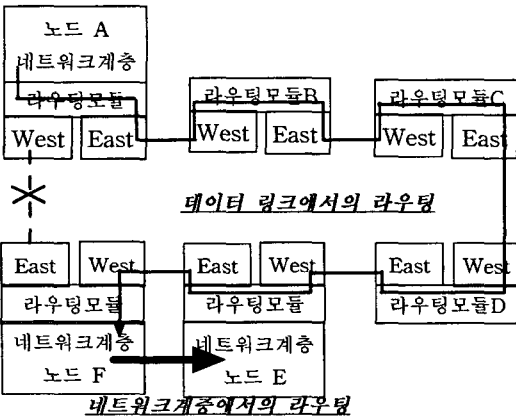 노드 A
네트워크계층
라우팅모듈 라우팅모듈B 라우팅모듈C
West East West East West East
데이터 링크에서의 라우팅
East West East West East West
라우팅모듈 라우팅모듈 라우팅모듈D
네트워크계층 네트워크계층
노드 F 노드 E
네트워크계층에서의 라우팅